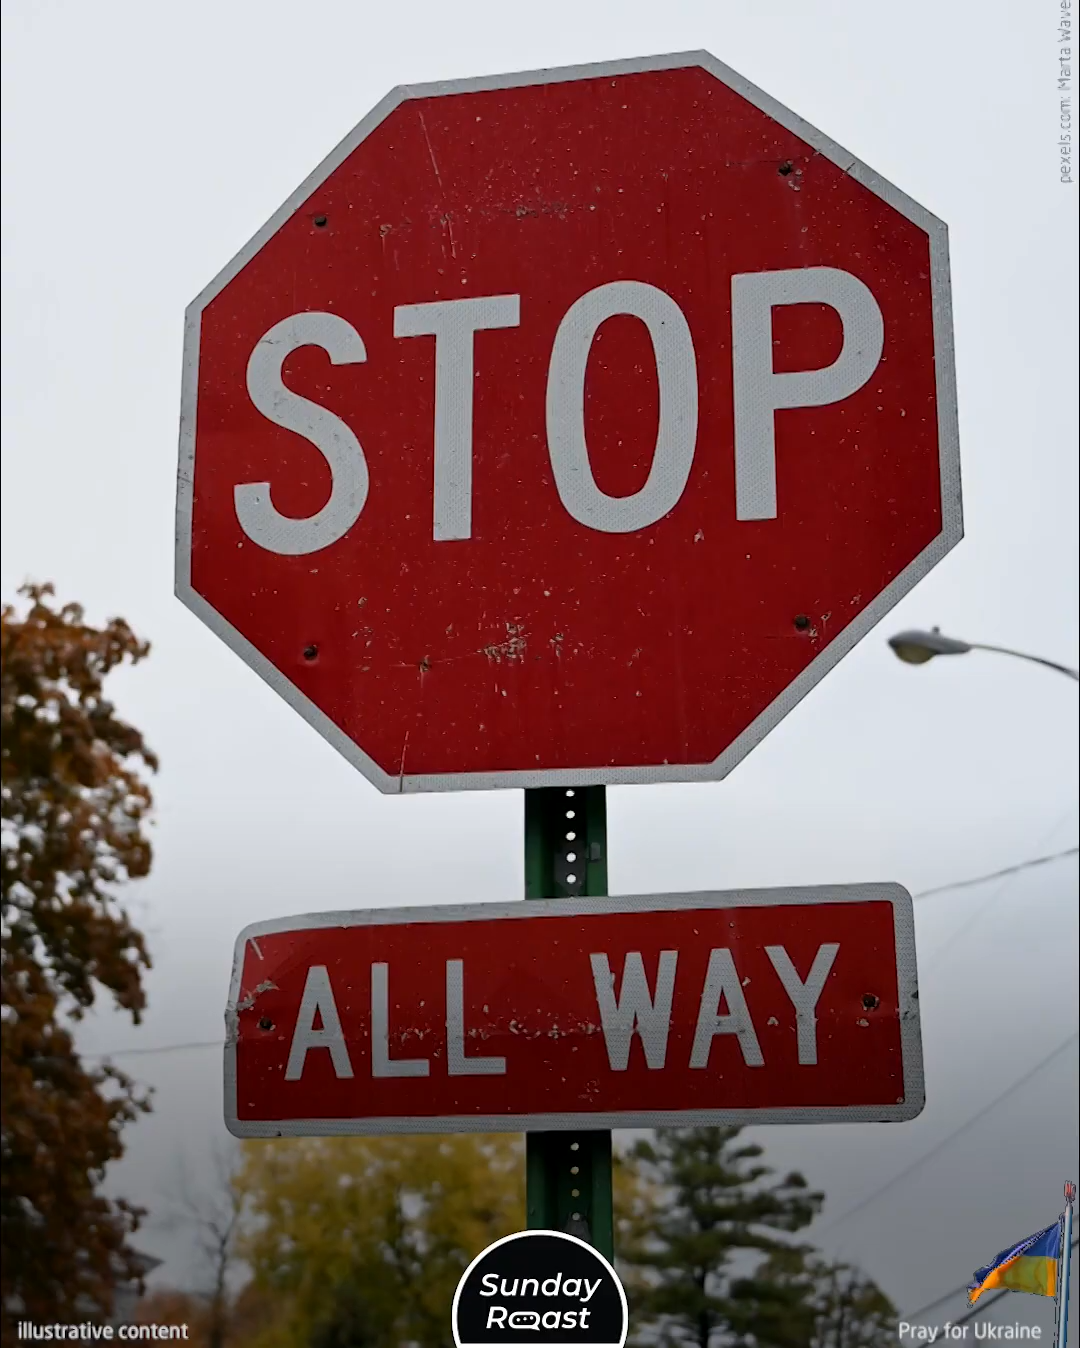 pexels.com: Marta Wave
STOP
ALL WAY
Sunday
Roast
illustrative content
Pray for Ukraine